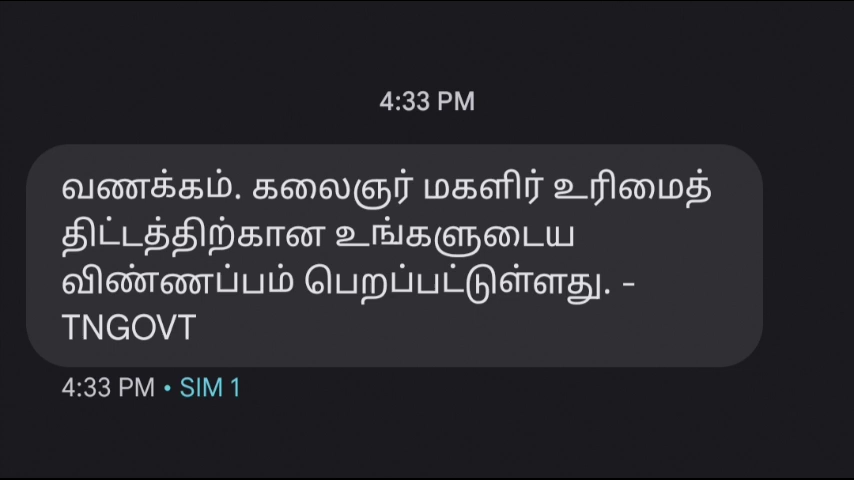 4:33 PM
வணக்கம். கலைஞர் மகளிர் உரிமைத்
திட்டத்திற்கான உங்களுடைய
விண்ணப்பம் பெறப்பட்டுள்ளது. -
TNGOVT
4:33 PM • SIM 1